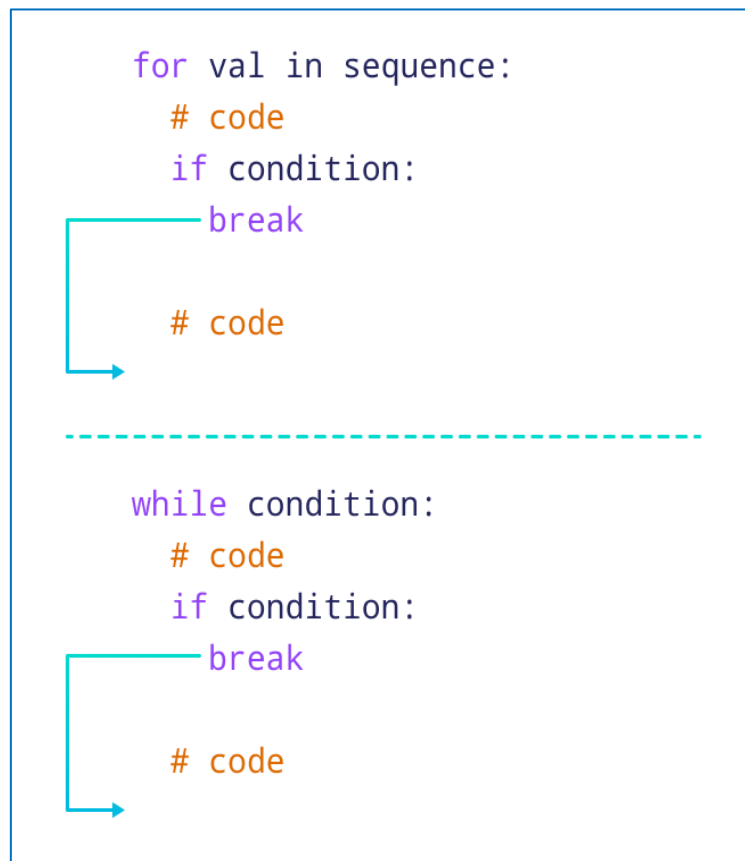 for val in sequence:
# code
if condition:
break
# code
while condition:
# code
if condition:
break
# code